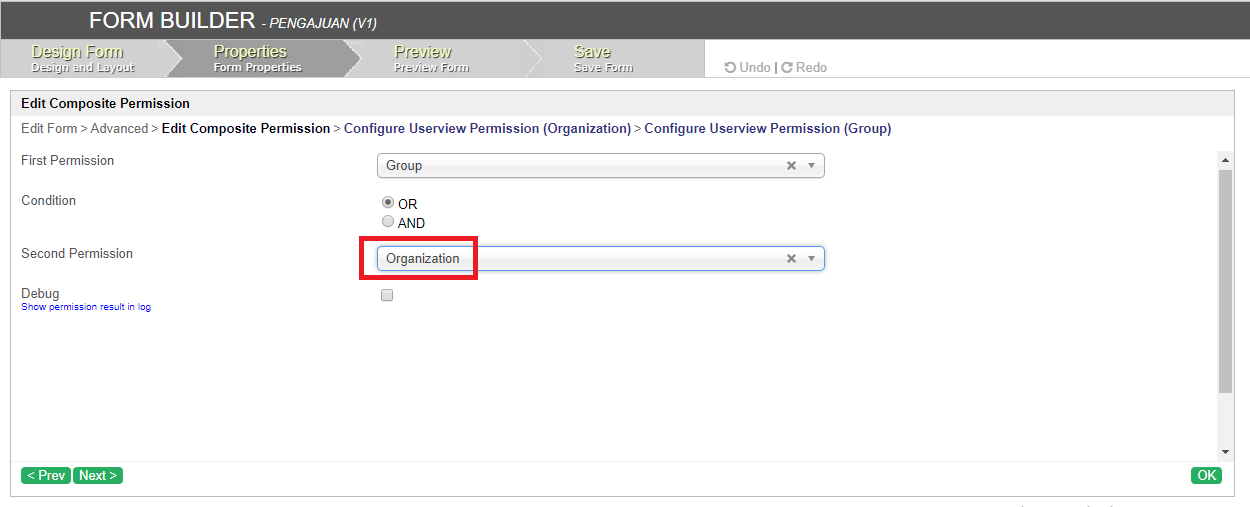 FORM BUILDER - PENGAJUAN (V1)
Design Form
Design and Layout
Properties
Form Properties
Preview
Preview Form
Save
Save Form
Undo | Redo
Edit Composite Permission
Edit Form > Advanced > Edit Composite Permission > Configure Userview Permission (Organization) > Configure Userview Permission (Group)
First Permission
Group
Condition
OR
AND
Second Permission
Organization
Debug
Show permission result in log
< Prev Next >
OK